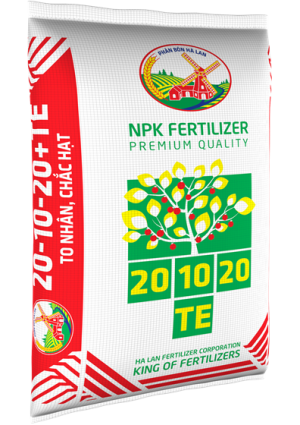 PHÂN BÓN HÀ LAN
NPK FERTILIZER
PREMIUM QUALITY
20 10 20
TE
HA LAN FERTILIZER CORPORATION
KING OF FERTILIZERS
20-10-20+TE
TO NHÂN, CHẮC HẠT